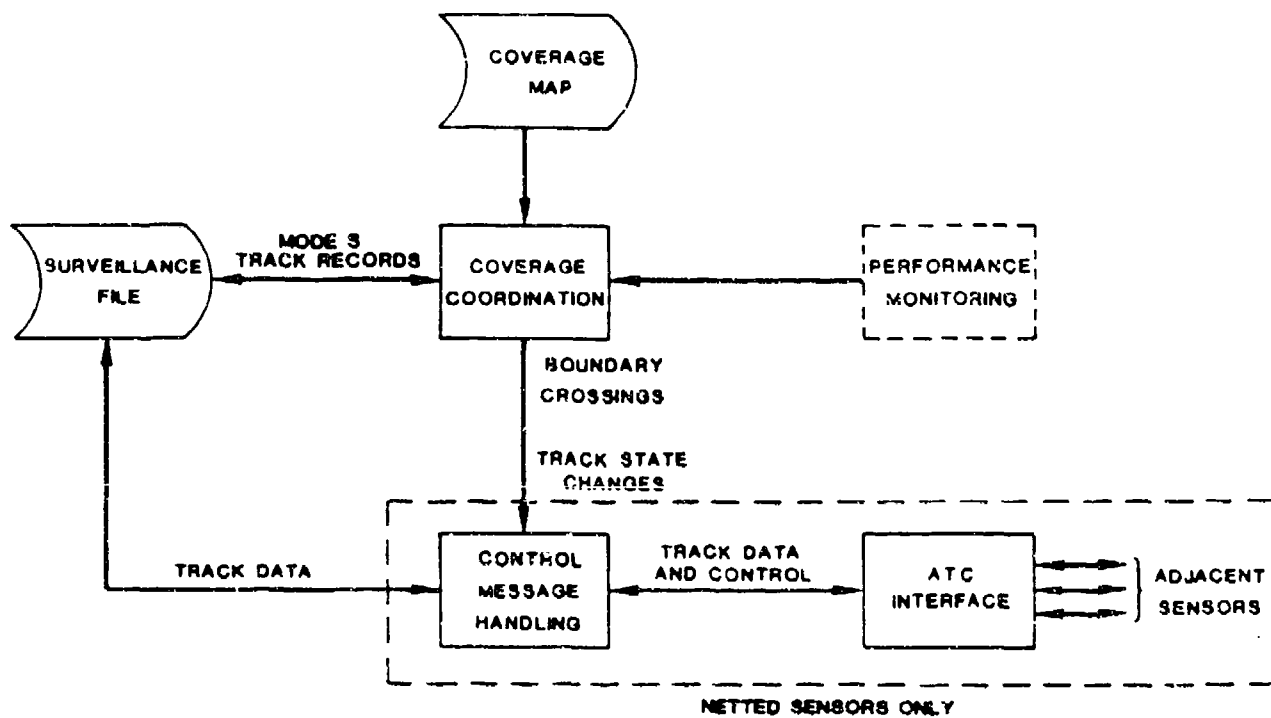 COVERAGE
MAP
MODE S
TRACK RECORDS
SURVEILLANCE
FILE
COVERAGE
COORDINATION
PERFORMANCE
MONITORING
BOUNDARY
CROSSINGS
TRACK STATE
CHANGES
TRACK DATA
CONTROL
MESSAGE
HANDLING
TRACK DATA
AND CONTROL
ATC
INTERFACE
ADJACENT
SENSORS
NETTED SENSORS ONLY